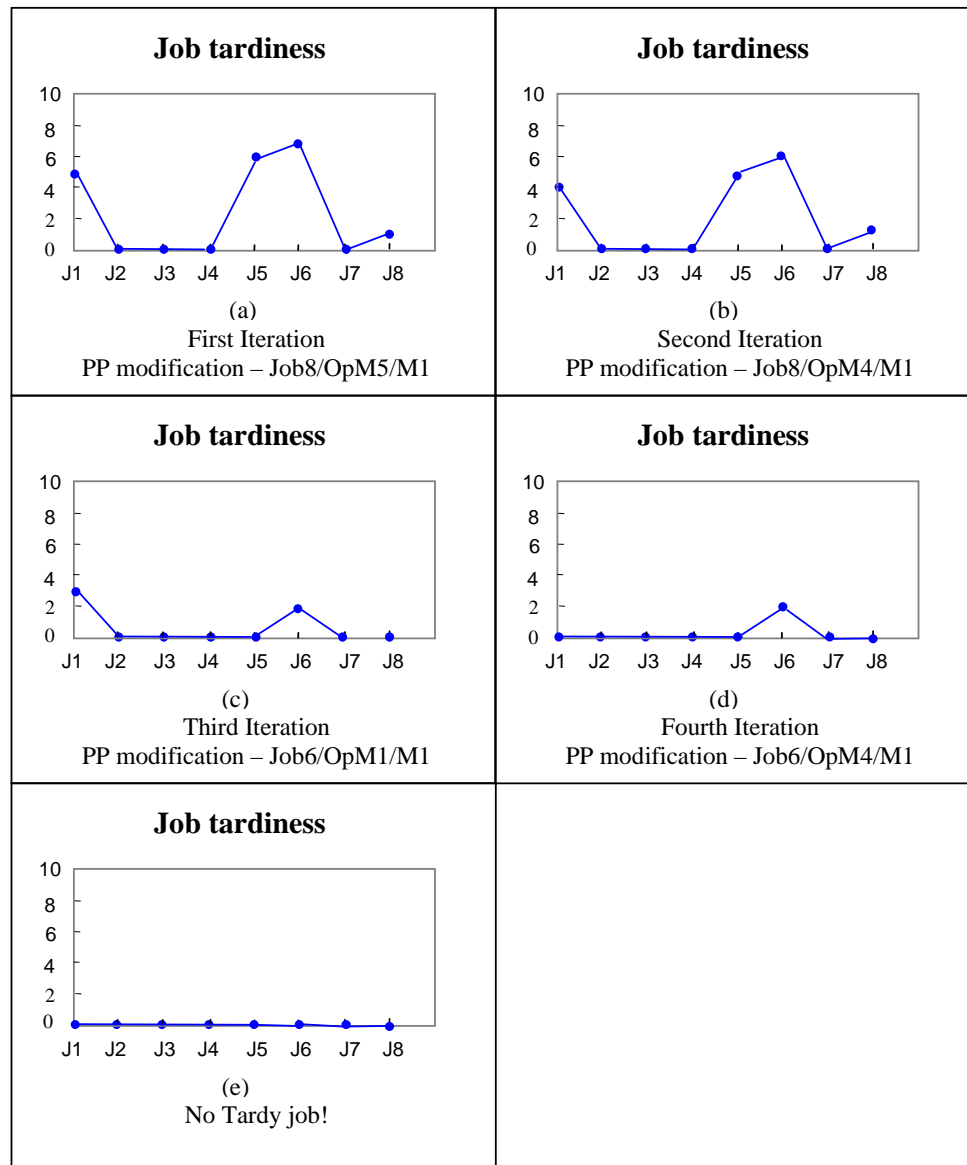 Job tardiness
10
8
6
4
2
0
J1 J2 J3 J4 J5 J6 J7 J8
(a)
First Iteration
PP modification – Job8/OpM5/M1
Job tardiness
10
8
6
4
2
0
J1 J2 J3 J4 J5 J6 J7 J8
(b)
Second Iteration
PP modification – Job8/OpM4/M1
Job tardiness
10
8
6
4
2
0
J1 J2 J3 J4 J5 J6 J7 J8
(c)
Third Iteration
PP modification – Job6/OpM1/M1
Job tardiness
10
8
6
4
2
0
J1 J2 J3 J4 J5 J6 J7 J8
(d)
Fourth Iteration
PP modification – Job6/OpM4/M1
Job tardiness
10
8
6
4
2
0
J1 J2 J3 J4 J5 J6 J7 J8
(e)
No Tardy job!